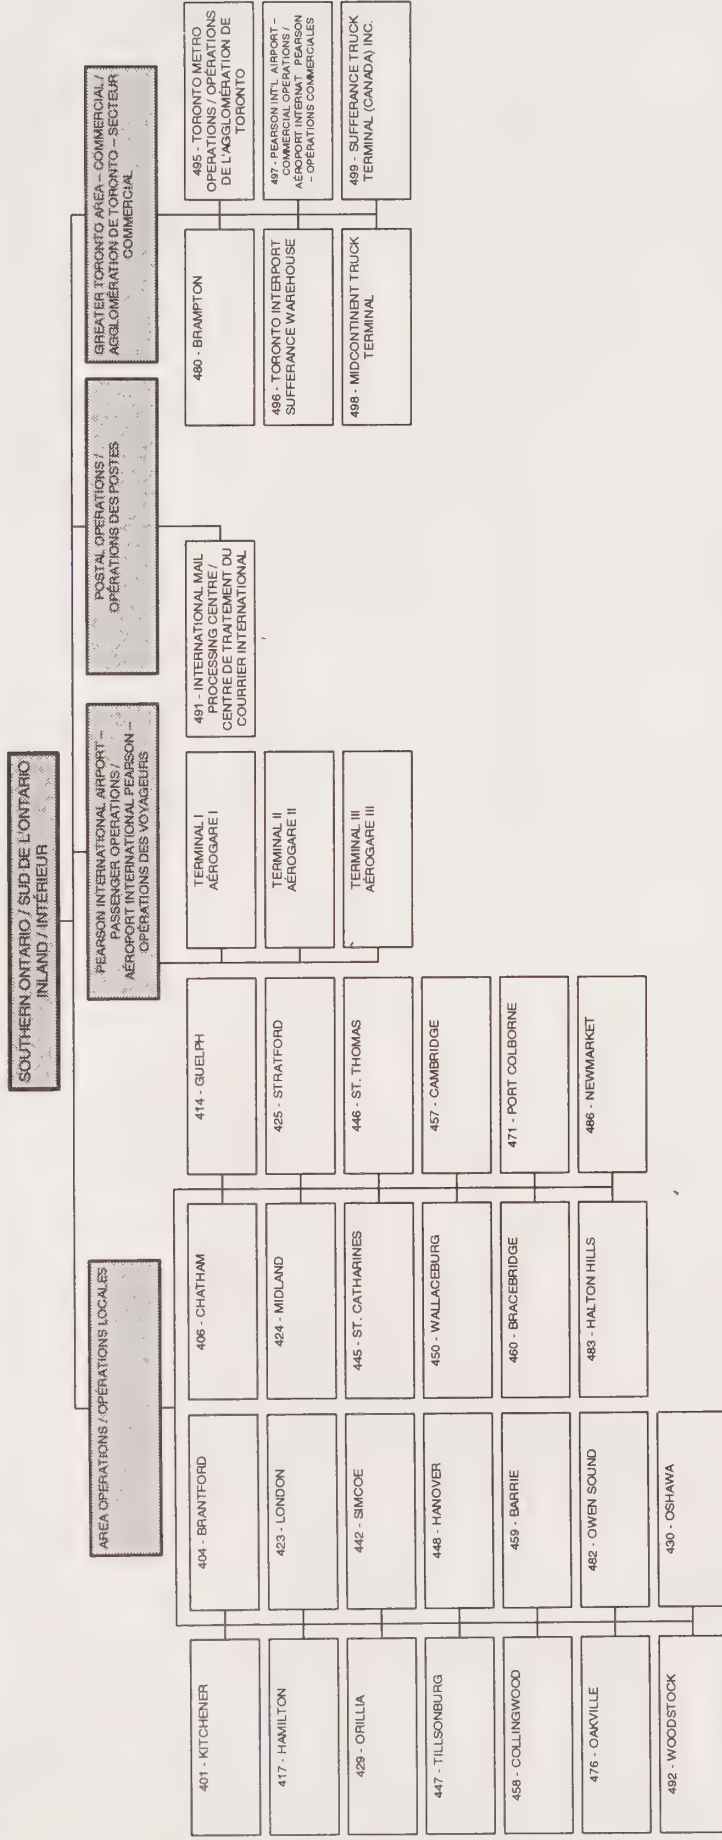 SOUTHERN ONTARIO / SUD DE L'ONTARIO
INLAND / INTÉRIEUR
AREA OPERATIONS / OPÉRATIONS LOCALES
PEARSON INTERNATIONAL AIRPORT –
PASSENGER OPERATIONS /
AÉROPORT INTERNATIONAL PEARSON –
OPÉRATIONS DES VOYAGEURS
POSTAL OPERATIONS /
OPÉRATIONS DES POSTES
GREATER TORONTO AREA – COMMERCIAL /
AGGLOMÉRATION DE TORONTO – SECTEUR
COMMERCIAL
401 - KITCHENER
404 - BRANTFORD
417 - HAMILTON
423 - LONDON
429 - ORILLIA
442 - SIMCOE
447 - TILLSONBURG
448 - HANOVER
458 - COLLINGWOOD
459 - BARRIE
476 - OAKVILLE
482 - OWEN SOUND
492 - WOODSTOCK
430 - OSHAWA
406 - CHATHAM
414 - GUELPH
424 - MIDLAND
425 - STRATFORD
445 - ST. CATHARINES
446 - ST. THOMAS
450 - WALLACEBURG
457 - CAMBRIDGE
460 - BRACEBRIDGE
471 - PORT COLBORNE
483 - HALTON HILLS
486 - NEWMARKET
TERMINAL I
AÉROGARE I
TERMINAL II
AÉROGARE II
TERMINAL III
AÉROGARE III
491 - INTERNATIONAL MAIL
PROCESSING CENTRE /
CENTRE DE TRAITEMENT DU
COURRIER INTERNATIONAL
480 - BRAMPTON
495 - TORONTO METRO
OPERATIONS / OPÉRATIONS
DE L'AGGLOMÉRATION DE
TORONTO
496 - TORONTO INTERPORT
SUFFERANCE WAREHOUSE
497 - PEARSON INT'L AIRPORT –
COMMERCIAL OPERATIONS /
AÉROPORT INTERNAT PEARSON
– OPÉRATIONS COMMERCIALES
498 - MIDCONTINENT TRUCK
TERMINAL
499 - SUFFERANCE TRUCK
TERMINAL (CANADA) INC.